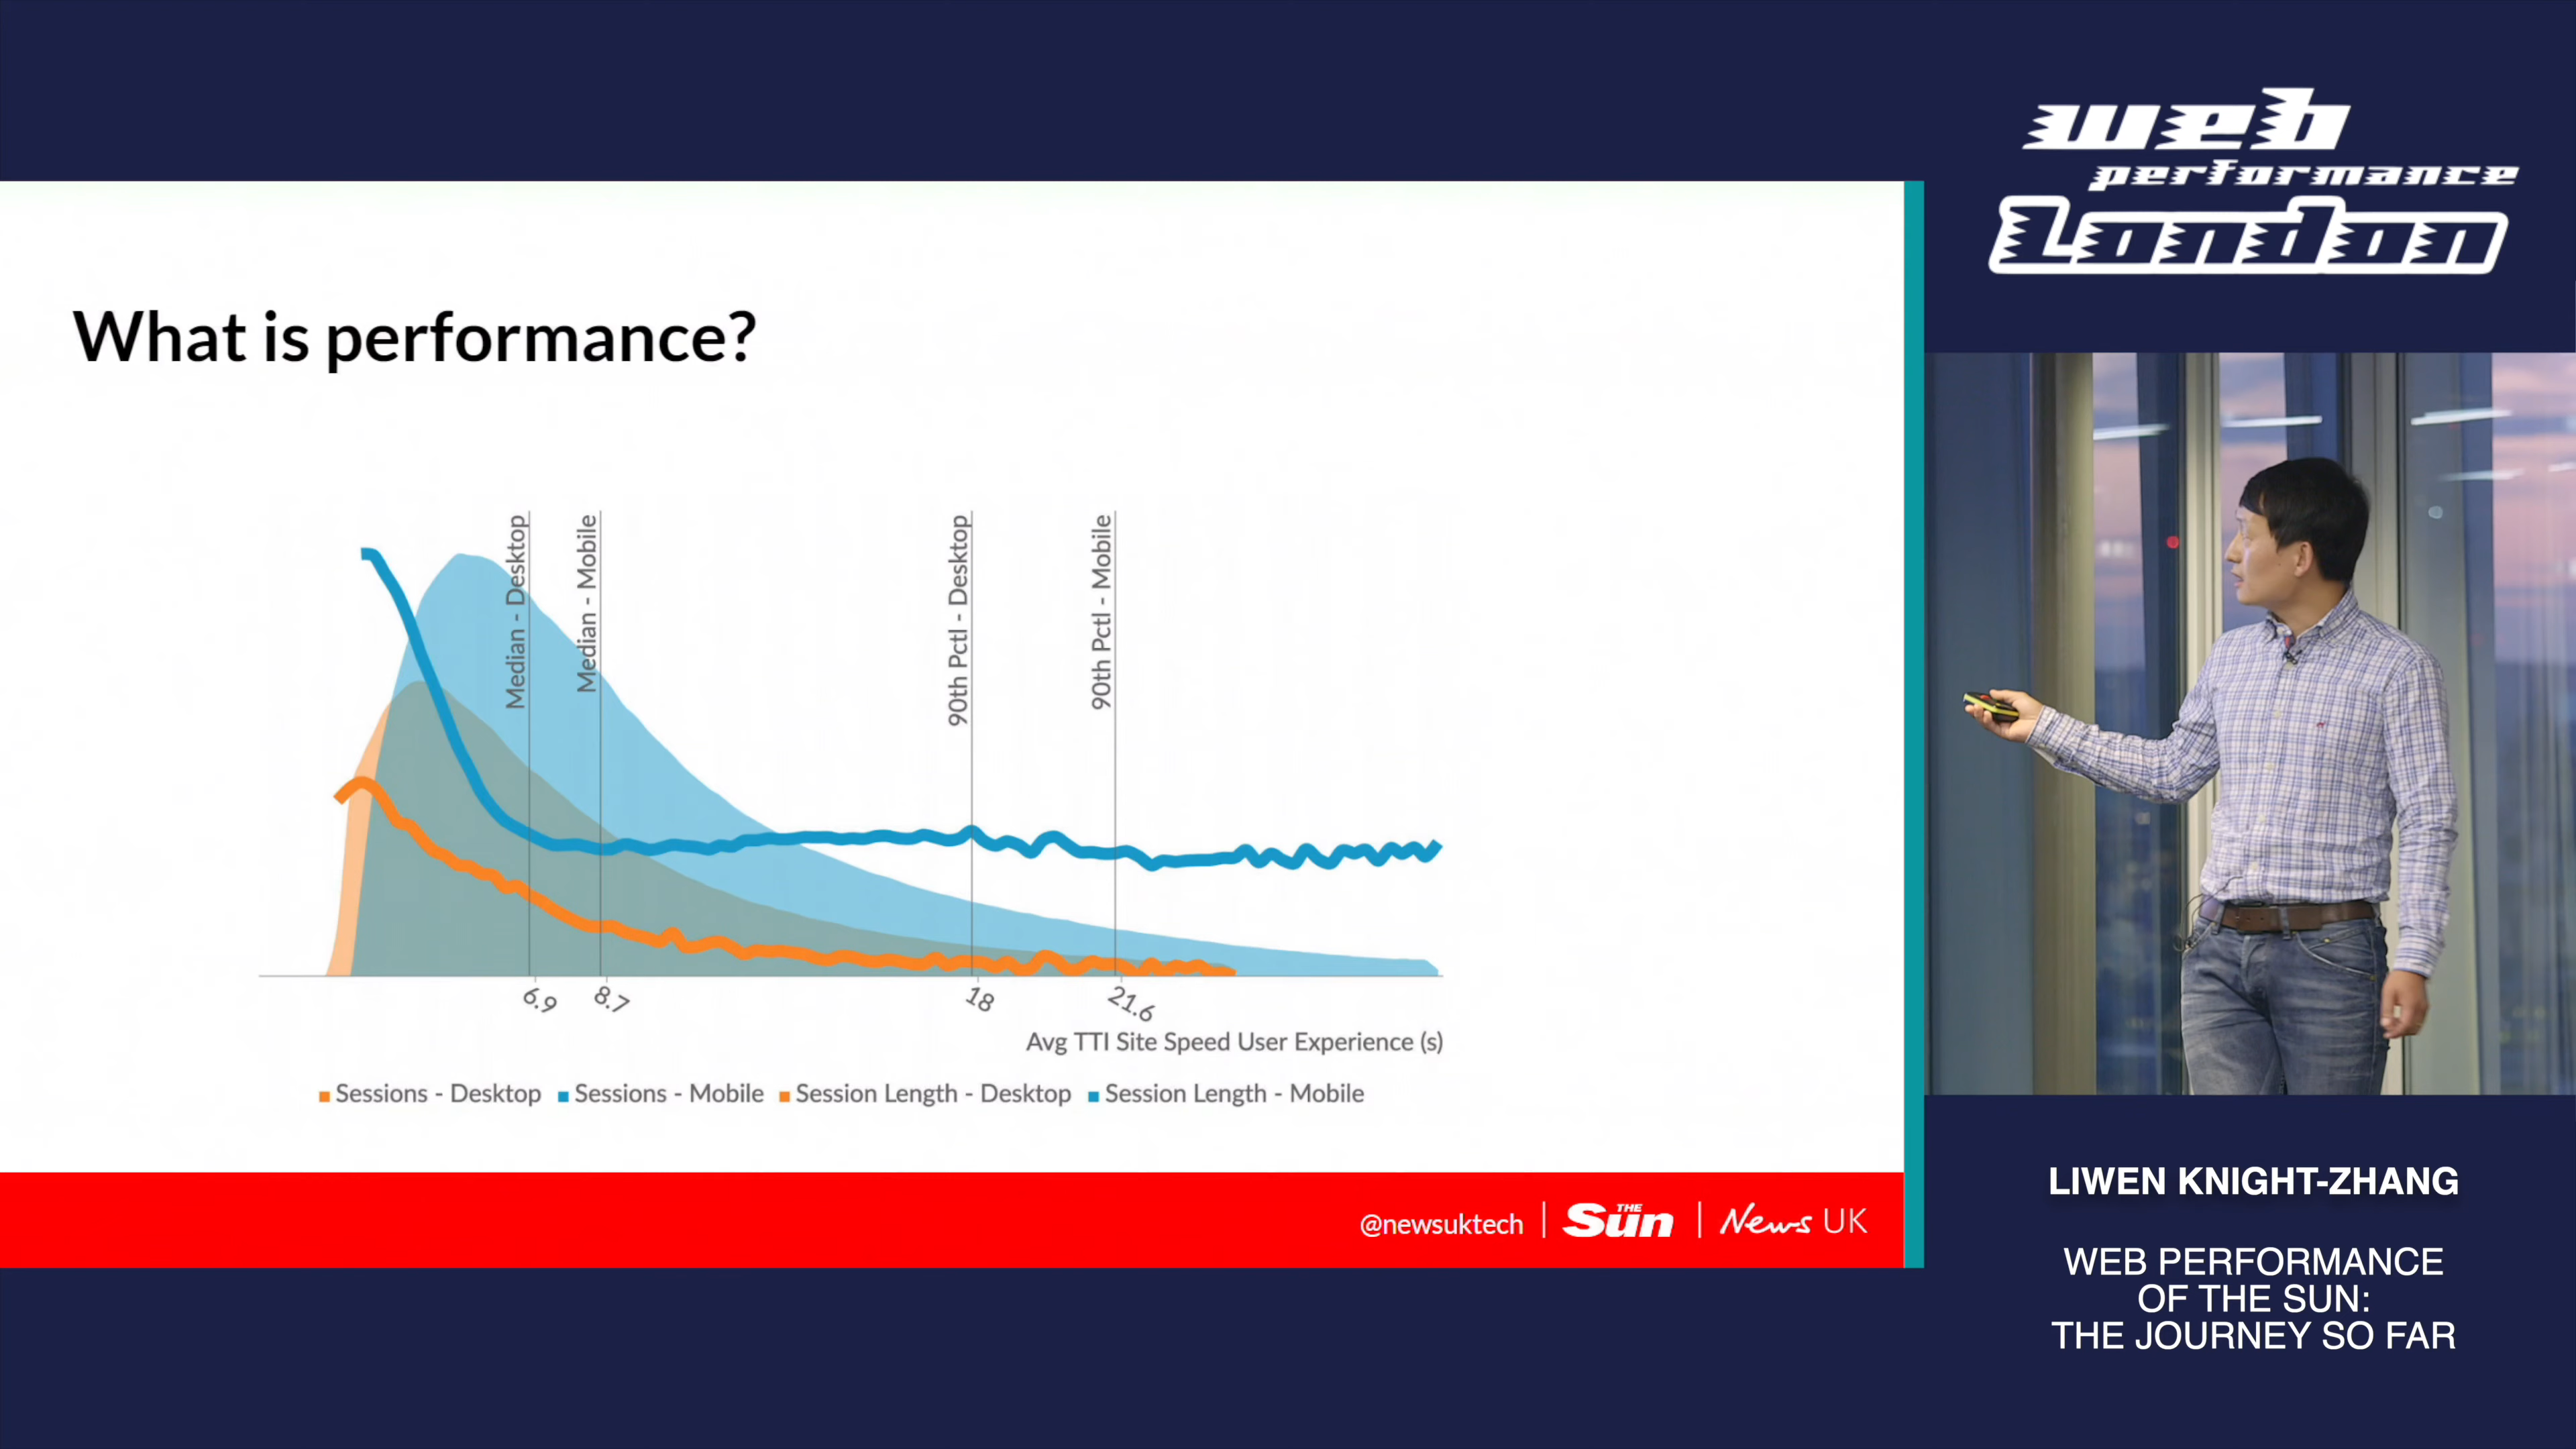 web
performance
London
What is performance?
Median - Desktop
Median - Mobile
90th Pctl - Desktop
90th Pctl - Mobile
6.9
8.7
18
21.6
Avg TTI Site Speed User Experience (s)
Sessions - Desktop
Sessions - Mobile
Session Length - Desktop
Session Length - Mobile
@newsuktech
THE
Sun
News UK
LIWEN KNIGHT-ZHANG
WEB PERFORMANCE
OF THE SUN:
THE JOURNEY SO FAR